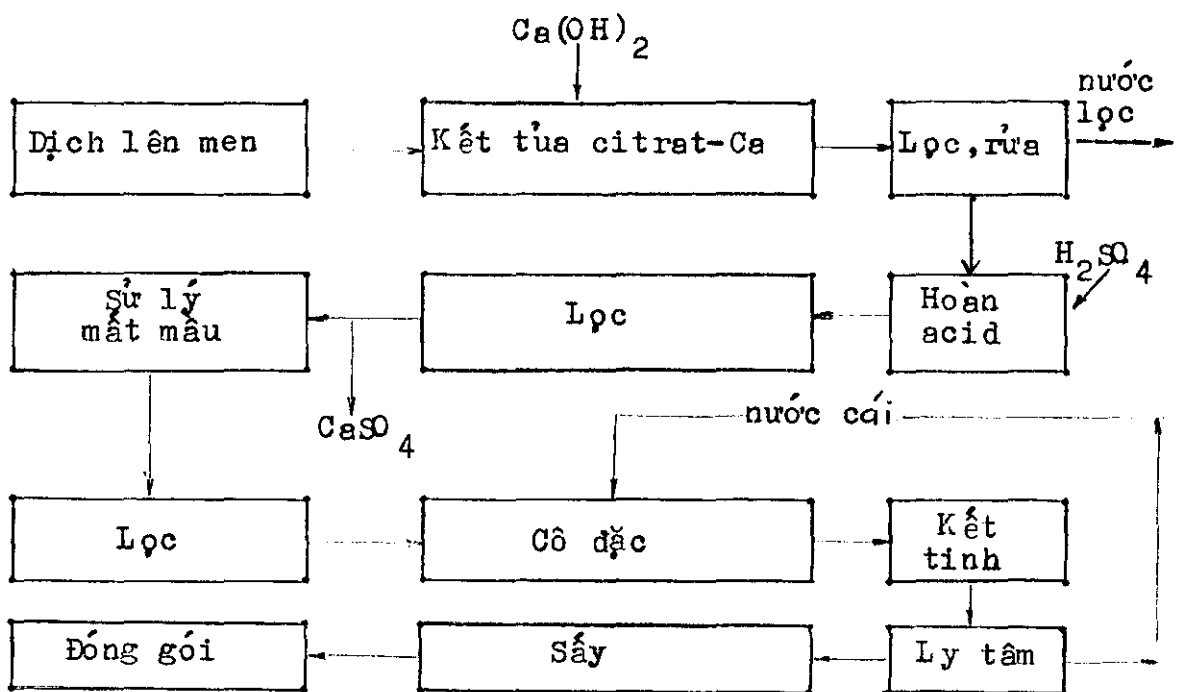 Ca(OH)2
nước
lọc
Dịch lên men
Kết tủa citrat-Ca
Lọc,rửa
H2SO4
Sử lý
mất mầu
Lọc
Hoàn
acid
CaSO4
nước cái
Lọc
Cô đặc
Kết
tinh
Đóng gói
Sấy
Ly tâm